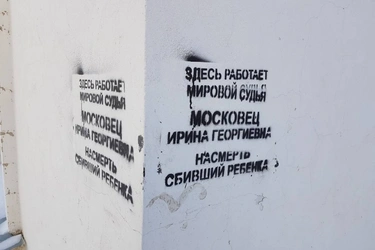 ЗДЕСЬ РАБОТАЕТ
МИРОВОЙ СУДЬЯ
МОСКОВЕЦ
ИРИНА ГЕОРГИЕВНА
НАСМЕРТЬ
СБИВШИЙ РЕБЕНКА
ЗДЕСЬ РАБОТАЕТ
МИРОВОЙ СУДЬЯ
МОСКОВЕЦ
ИРИНА ГЕОРГИЕВНА
НАСМЕРТЬ
СБИВШИЙ РЕБЕНКА